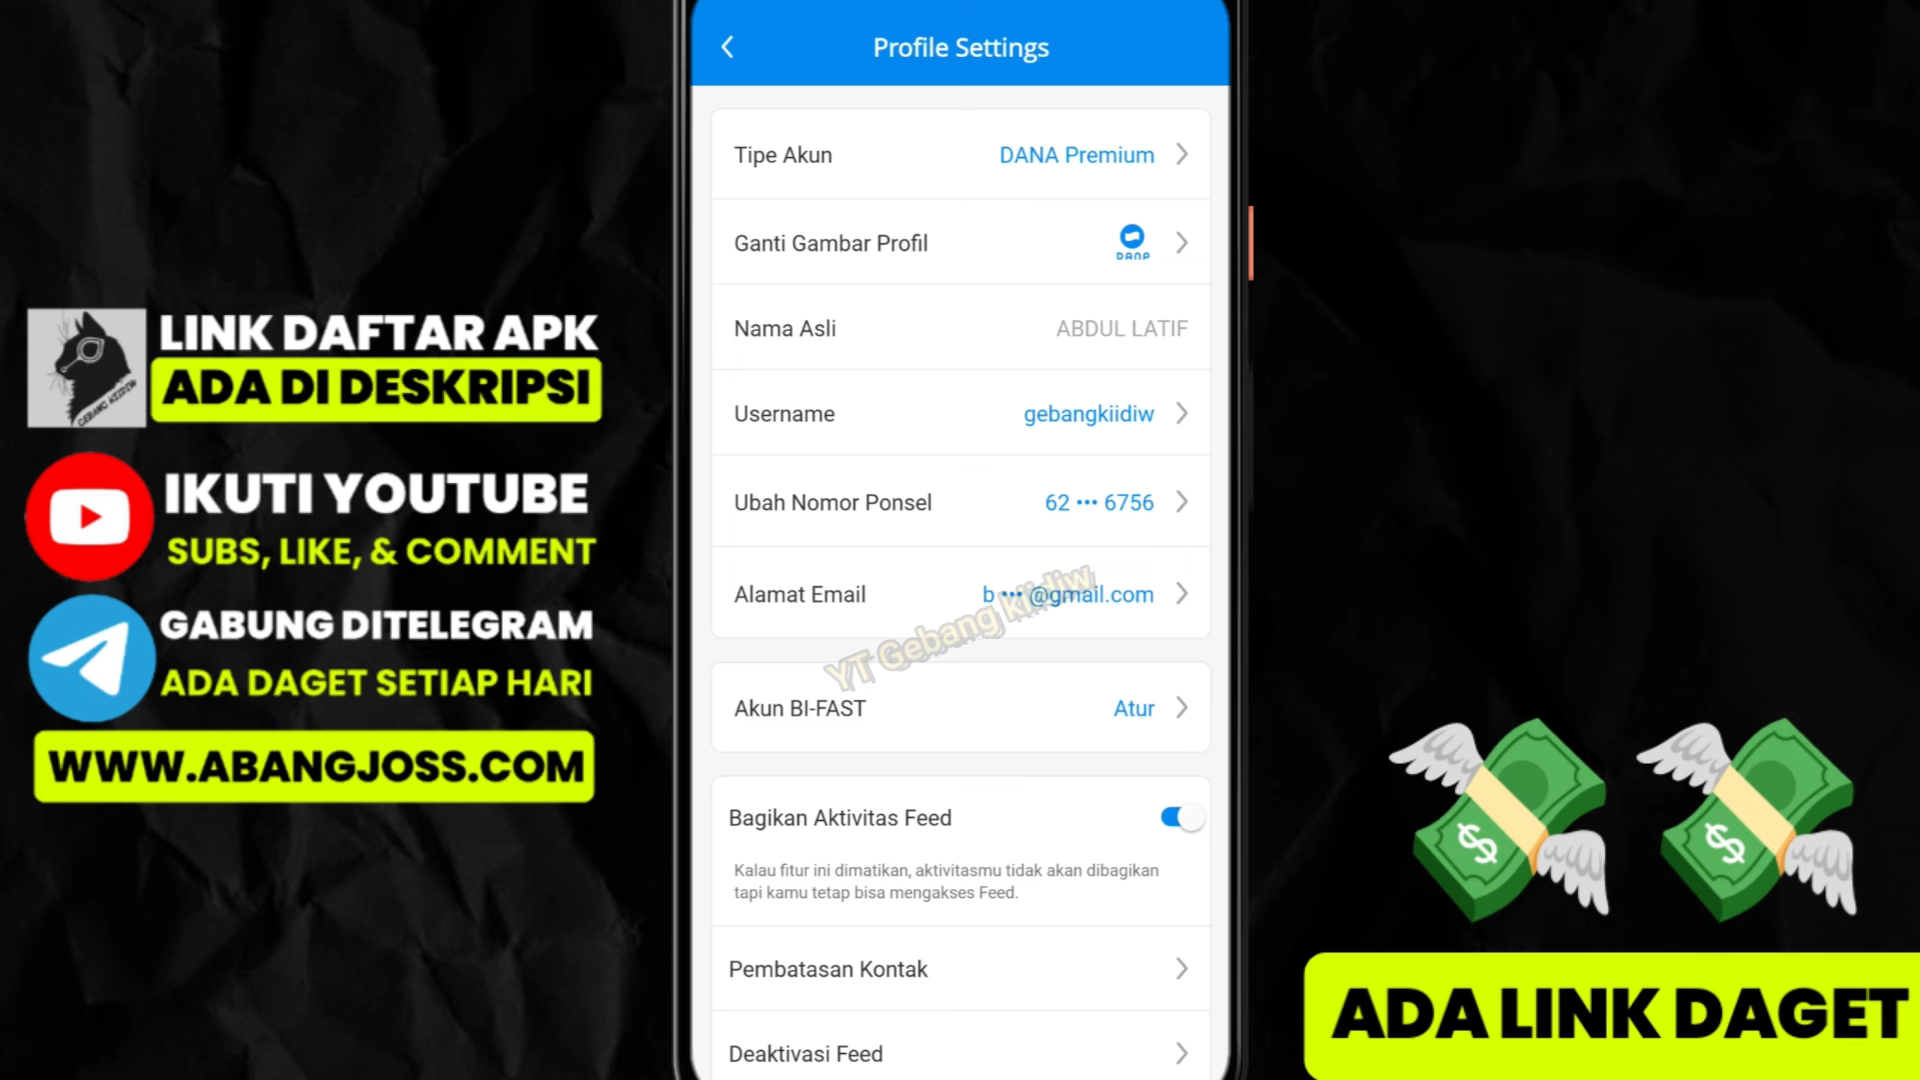 LINK DAFTAR APK
ADA DI DESKRIPSI
GEBANG KIIDIW
IKUTI YOUTUBE
SUBS, LIKE, & COMMENT
GABUNG DITELEGRAM
ADA DAGET SETIAP HARI
WWW.ABANGJOSS.COM
Profile Settings
Tipe Akun DANA Premium
Ganti Gambar Profil DANA
Nama Asli ABDUL LATIF
Username gebangkiidiw
Ubah Nomor Ponsel 62 ••• 6756
Alamat Email b ••• @gmail.com
YT Gebang kiidiw
Akun BI-FAST Atur
Bagikan Aktivitas Feed
Kalau fitur ini dimatikan, aktivitasmu tidak akan dibagikan
tapi kamu tetap bisa mengakses Feed.
Pembatasan Kontak
Deaktivasi Feed
ADA LINK DAGET